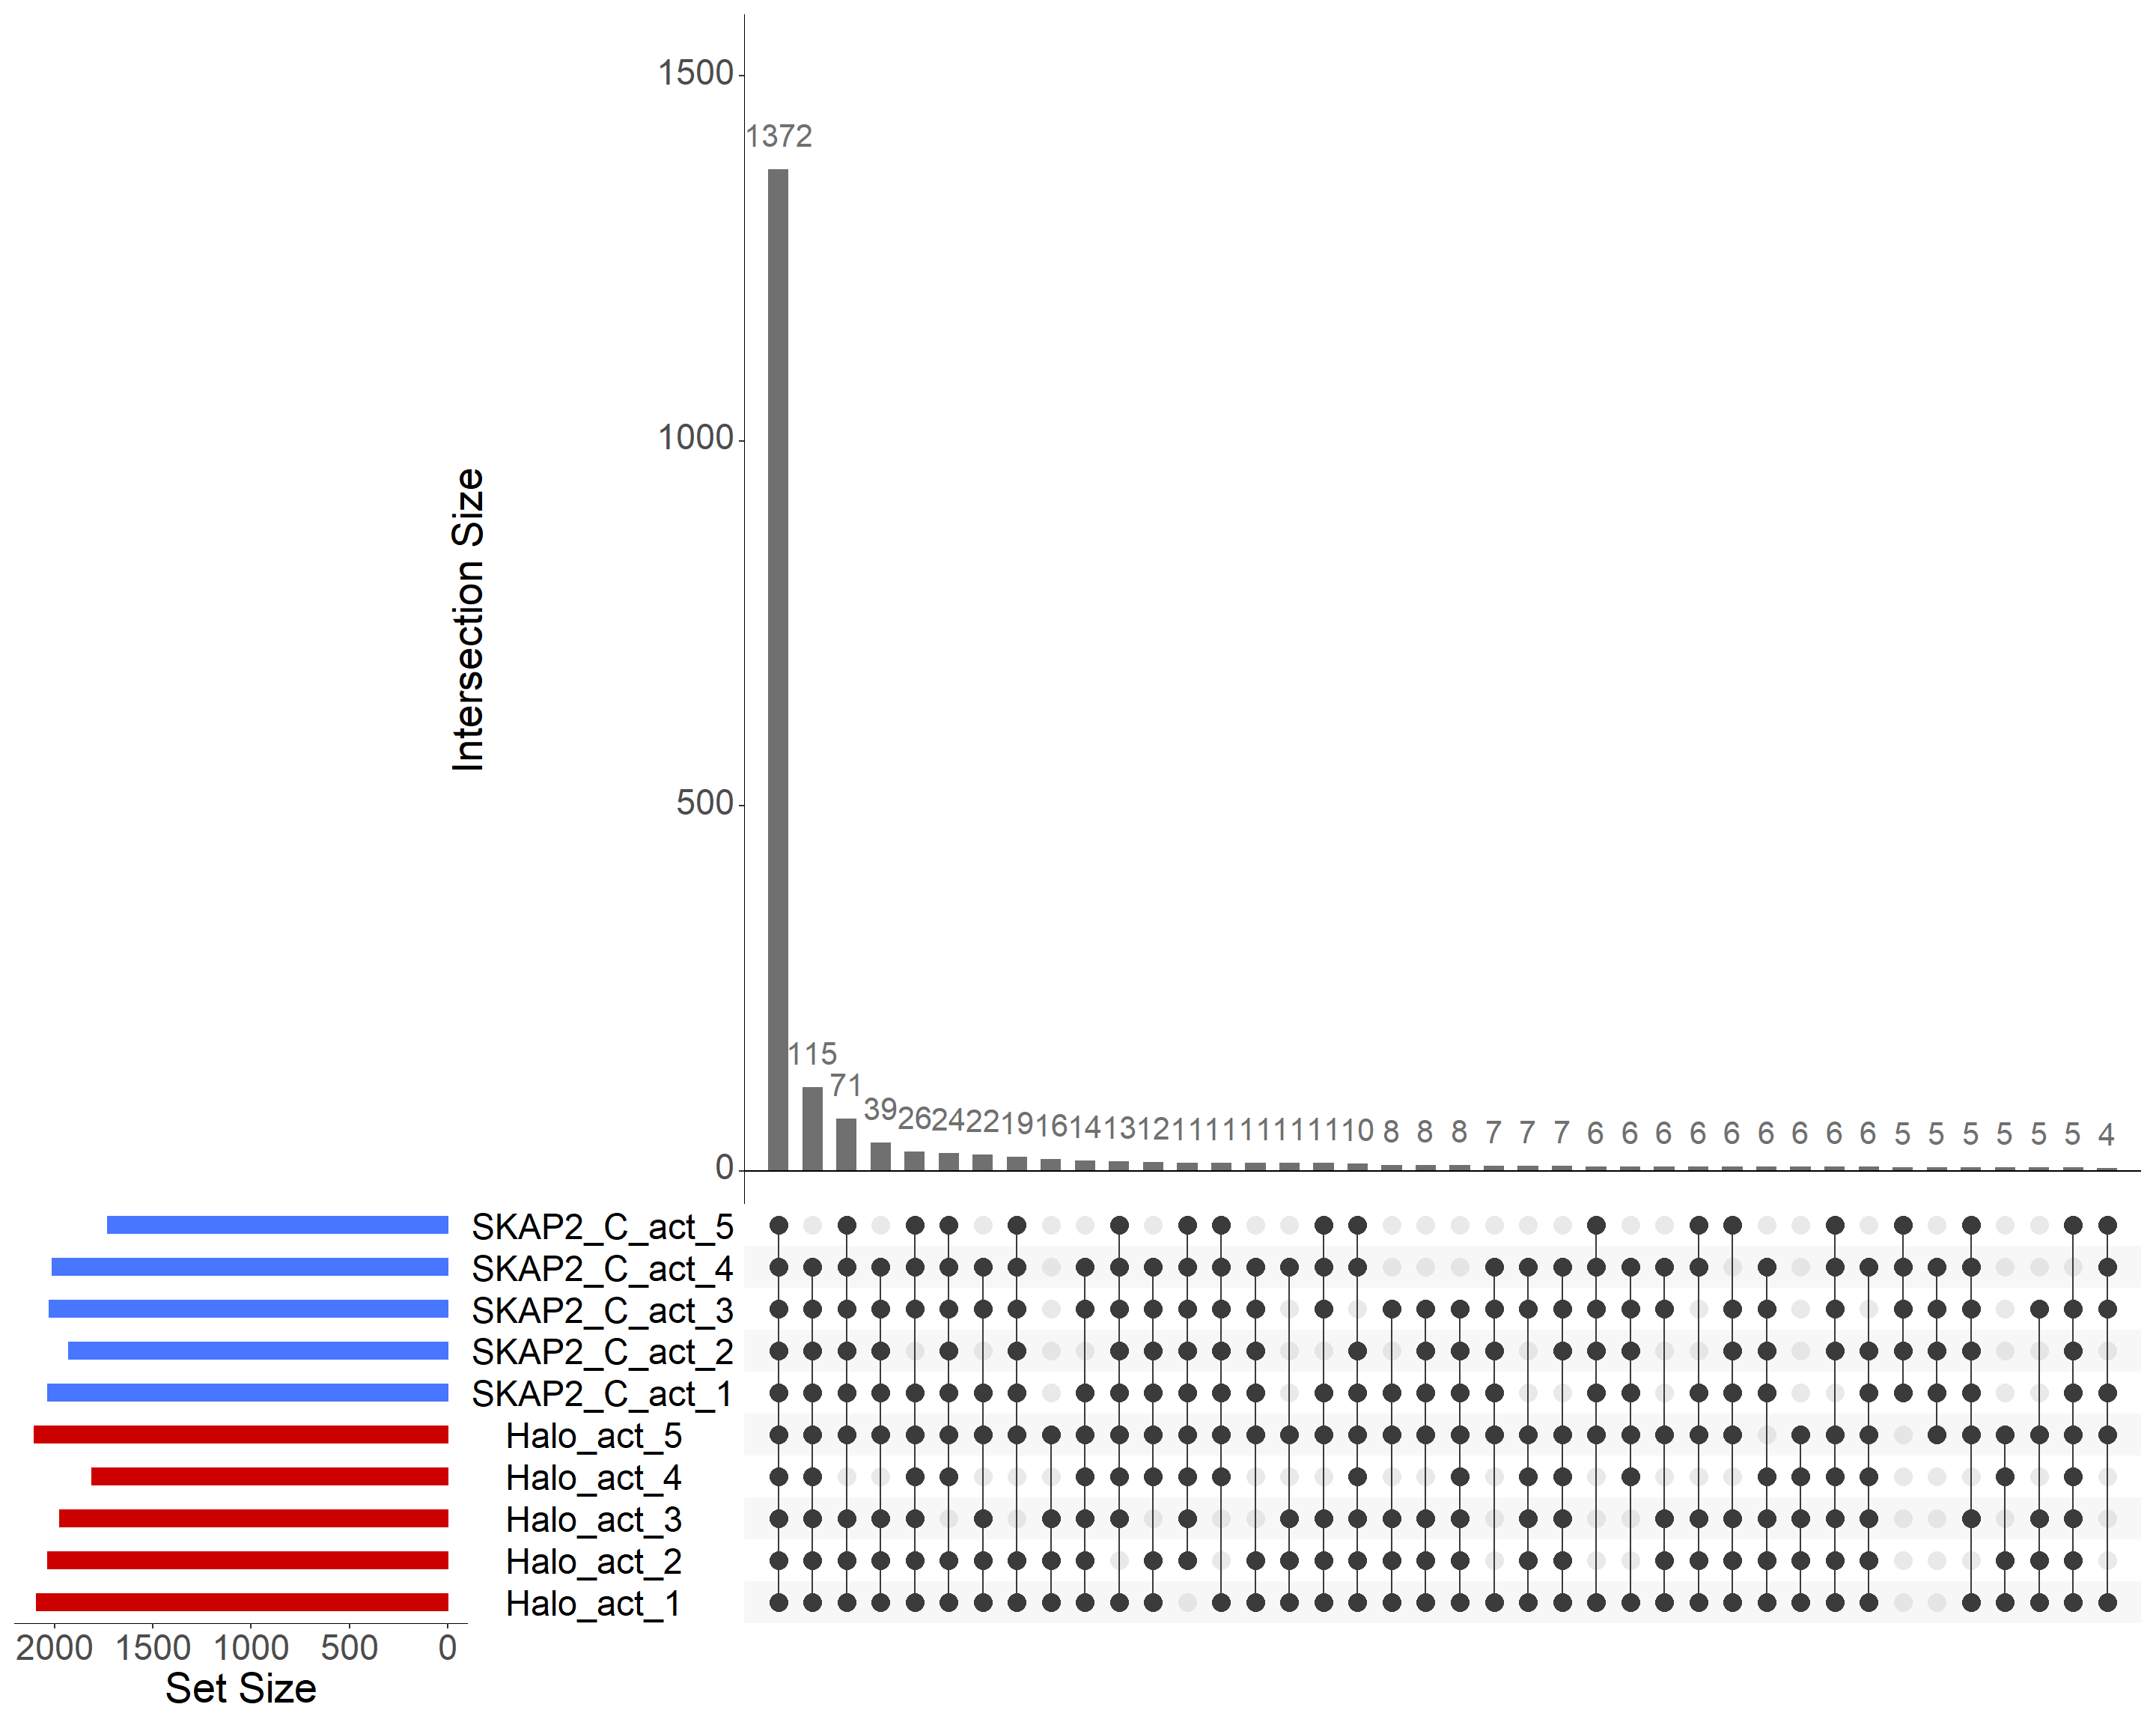 1500
1000
500
0
Intersection Size
1372
115
71
39 26 24 22 19 16 14 13 12 11 11 11 11 11 10 8 8 8 7 7 7 6 6 6 6 6 6 6 6 6 5 5 5 5 5 5 4
SKAP2_C_act_5
SKAP2_C_act_4
SKAP2_C_act_3
SKAP2_C_act_2
SKAP2_C_act_1
Halo_act_5
Halo_act_4
Halo_act_3
Halo_act_2
Halo_act_1
2000 1500 1000 500 0
Set Size